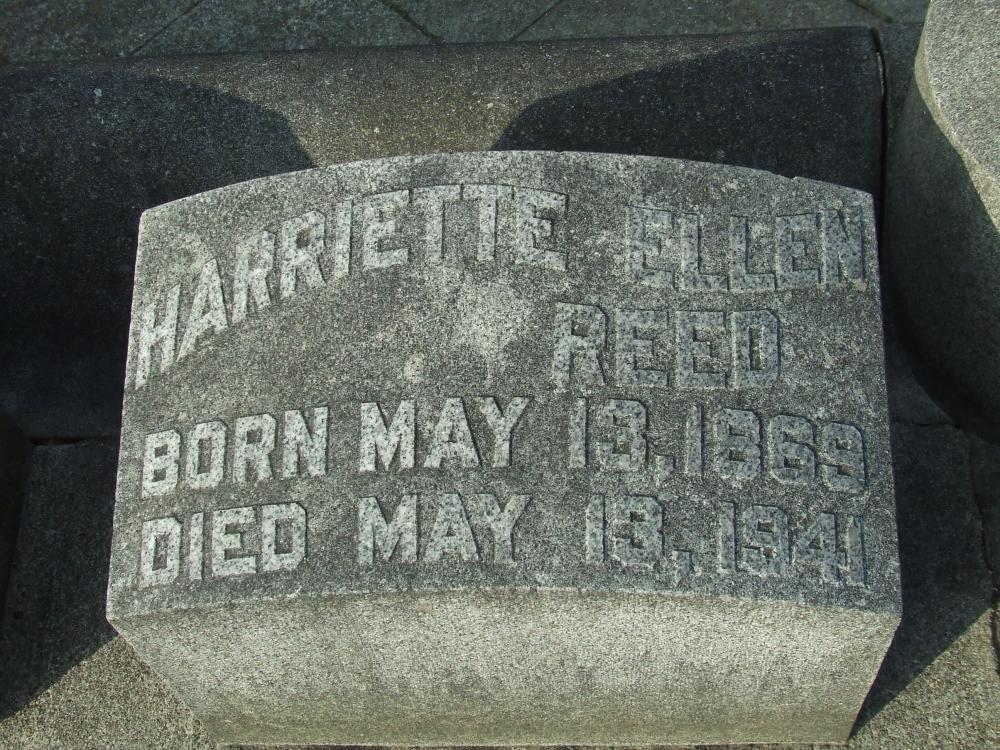 HARRIETTE ELLEN
REED
BORN MAY 13, 1869
DIED MAY 13, 1941